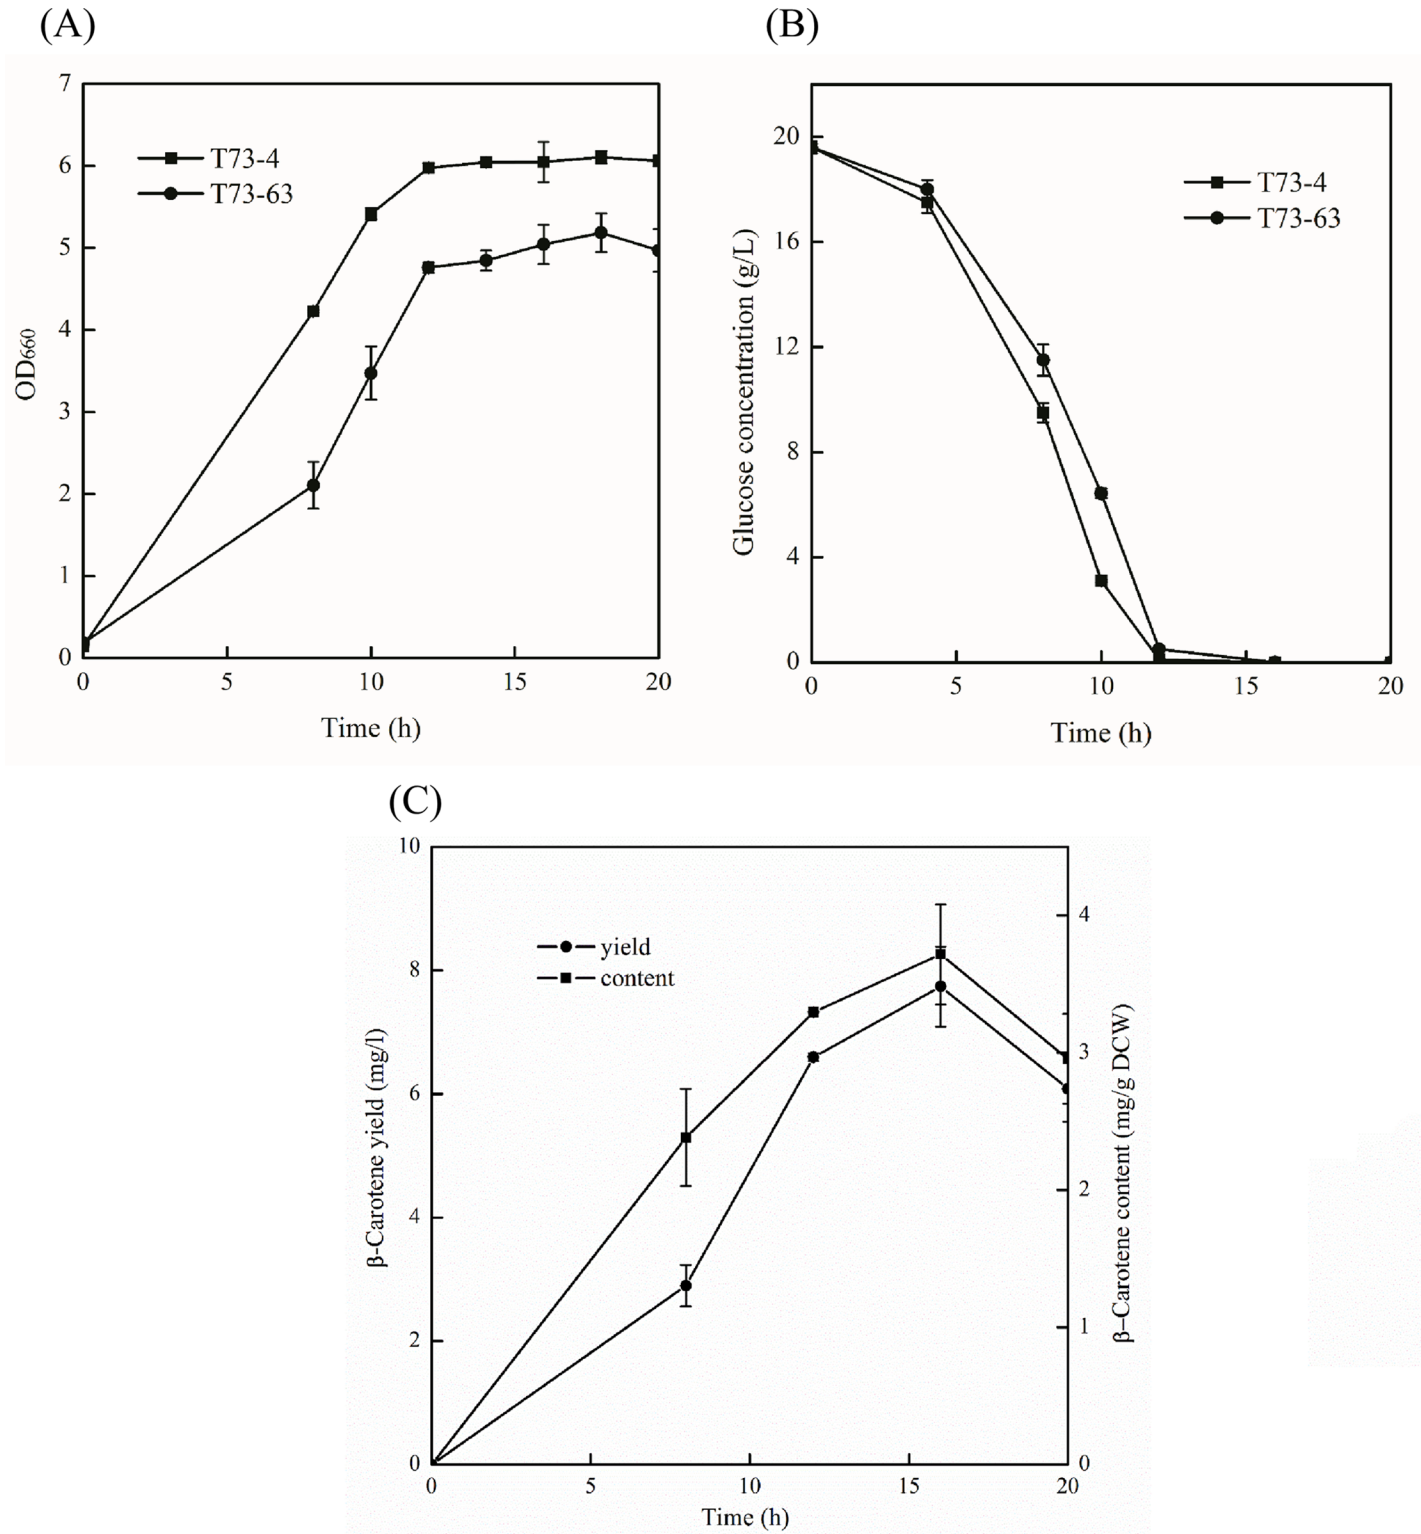 (A)
7
6
5
4
3
2
1
0
OD660
T73-4
T73-63
0 5 10 15 20
Time (h)
(B)
20
16
12
8
4
0
Glucose concentration (g/L)
T73-4
T73-63
0 5 10 15 20
Time (h)
(C)
10
8
6
4
2
0
β-Carotene yield (mg/l)
yield
content
4
3
2
1
0
β–Carotene content (mg/g DCW)
0 5 10 15 20
Time (h)